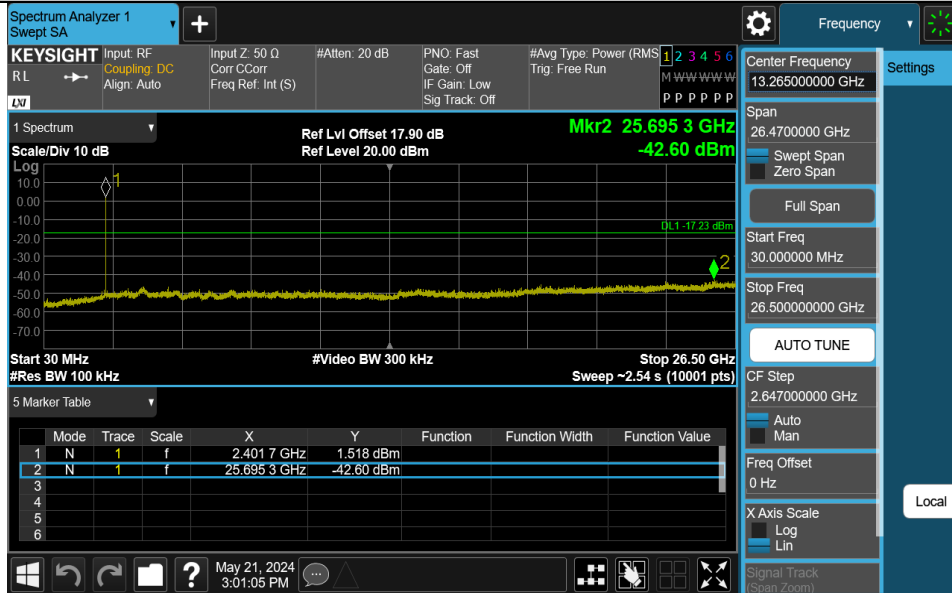 Spectrum Analyzer 1
Swept SA
+
Frequency
KEYSIGHT
RL
LXI
Input: RF
Coupling: DC
Align: Auto
Input Z: 50 Ω
Corr CCorr
Freq Ref: Int (S)
#Atten: 20 dB
PNO: Fast
Gate: Off
IF Gain: Low
Sig Track: Off
#Avg Type: Power (RMS
Trig: Free Run
1 2 3 4 5 6
M W W W W W
P P P P P P
Center Frequency
13.265000000 GHz
Settings
Span
26.4700000 GHz
Swept Span
Zero Span
Full Span
Start Freq
30.000000 MHz
Stop Freq
26.500000000 GHz
AUTO TUNE
CF Step
2.647000000 GHz
Auto
Man
Freq Offset
0 Hz
X Axis Scale
Log
Lin
Signal Track
(Span Zoom)
Local
1 Spectrum
Scale/Div 10 dB
Ref Lvl Offset 17.90 dB
Ref Level 20.00 dBm
Mkr2 25.695 3 GHz
-42.60 dBm
Log
10.0
0.00
-10.0
-20.0
-30.0
-40.0
-50.0
-60.0
-70.0
1
DL1 -17.23 dBm
2
Start 30 MHz
#Res BW 100 kHz
#Video BW 300 kHz
Stop 26.50 GHz
Sweep ~2.54 s (10001 pts)
5 Marker Table
Mode Trace Scale X Y Function Function Width Function Value
1 N 1 f 2.401 7 GHz 1.518 dBm
2 N 1 f 25.695 3 GHz -42.60 dBm
3
4
5
6
?
May 21, 2024
3:01:05 PM